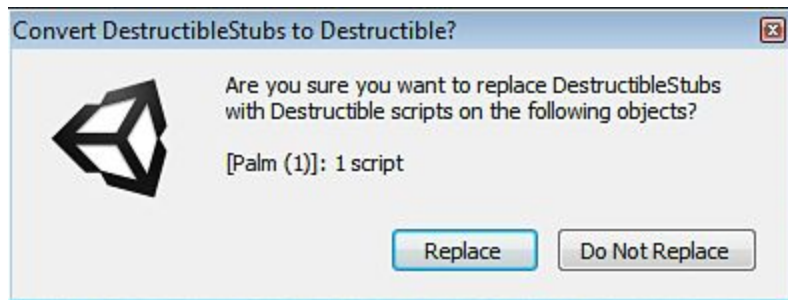 Convert DestructibleStubs to Destructible?
Are you sure you want to replace DestructibleStubs
with Destructible scripts on the following objects?
[Palm (1)]: 1 script
Replace
Do Not Replace